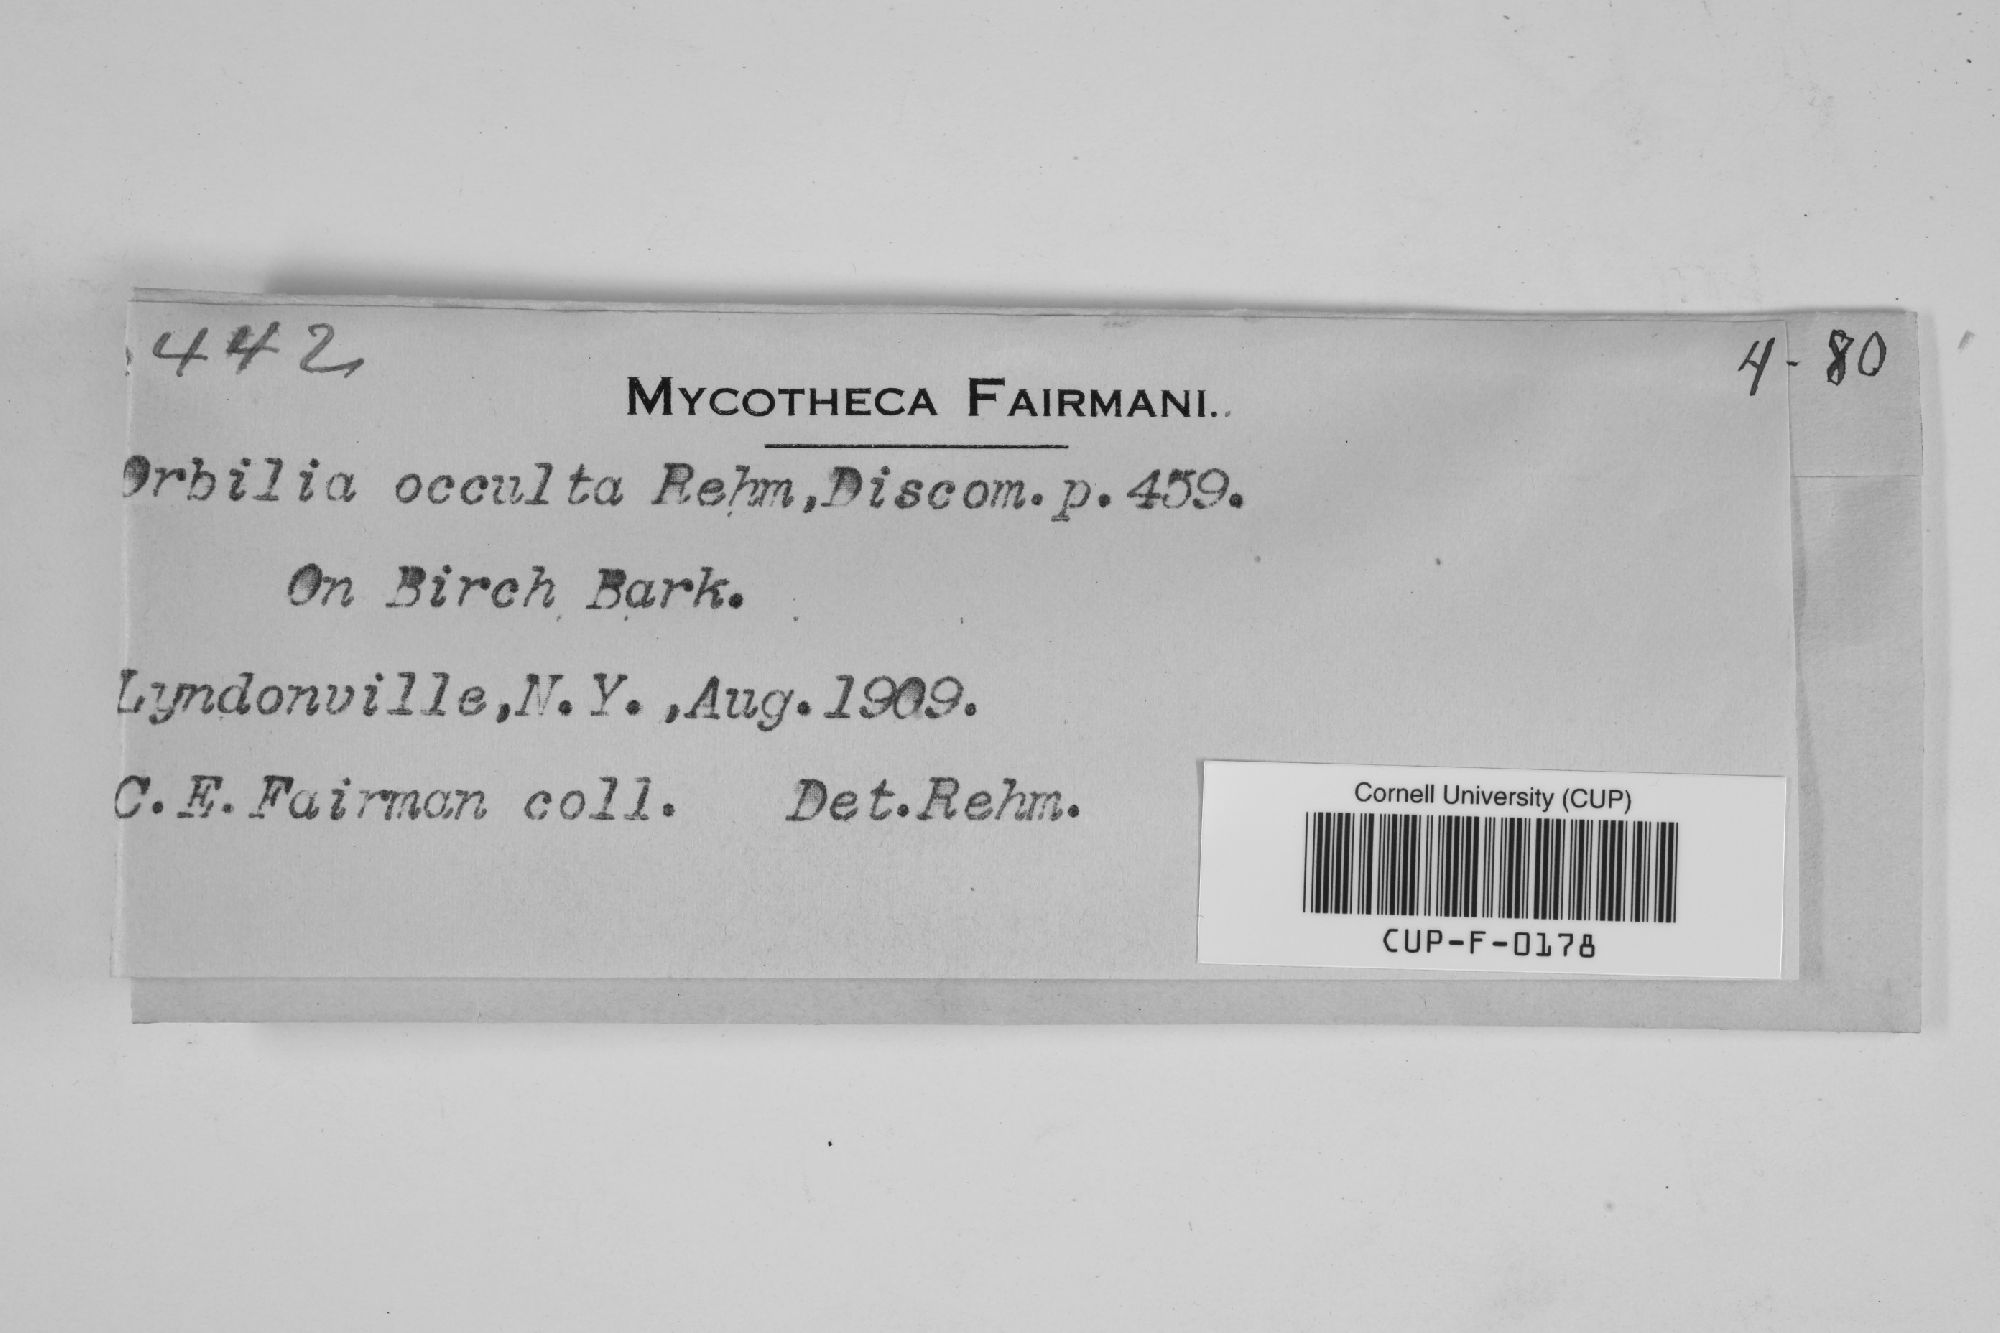 442
4-80
MYCOTHECA FAIRMANI.
Orbilia occulta Rehm,Discom.p.459.
On Birch Bark.
Lyndonville,N.Y.,Aug.1909.
C.E.Fairman coll. Det.Rehm.
Cornell University (CUP)
CUP-F-0178